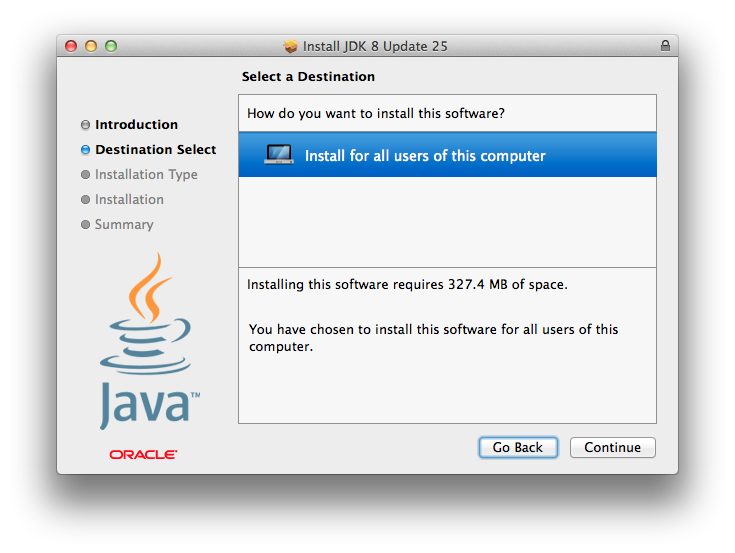 Install JDK 8 Update 25
Select a Destination
Introduction
Destination Select
Installation Type
Installation
Summary
How do you want to install this software?
Install for all users of this computer
Installing this software requires 327.4 MB of space.
You have chosen to install this software for all users of this
computer.
Java™
ORACLE®
Go Back
Continue